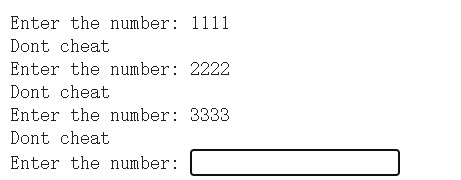 Enter the number: 1111
Dont cheat
Enter the number: 2222
Dont cheat
Enter the number: 3333
Dont cheat
Enter the number: